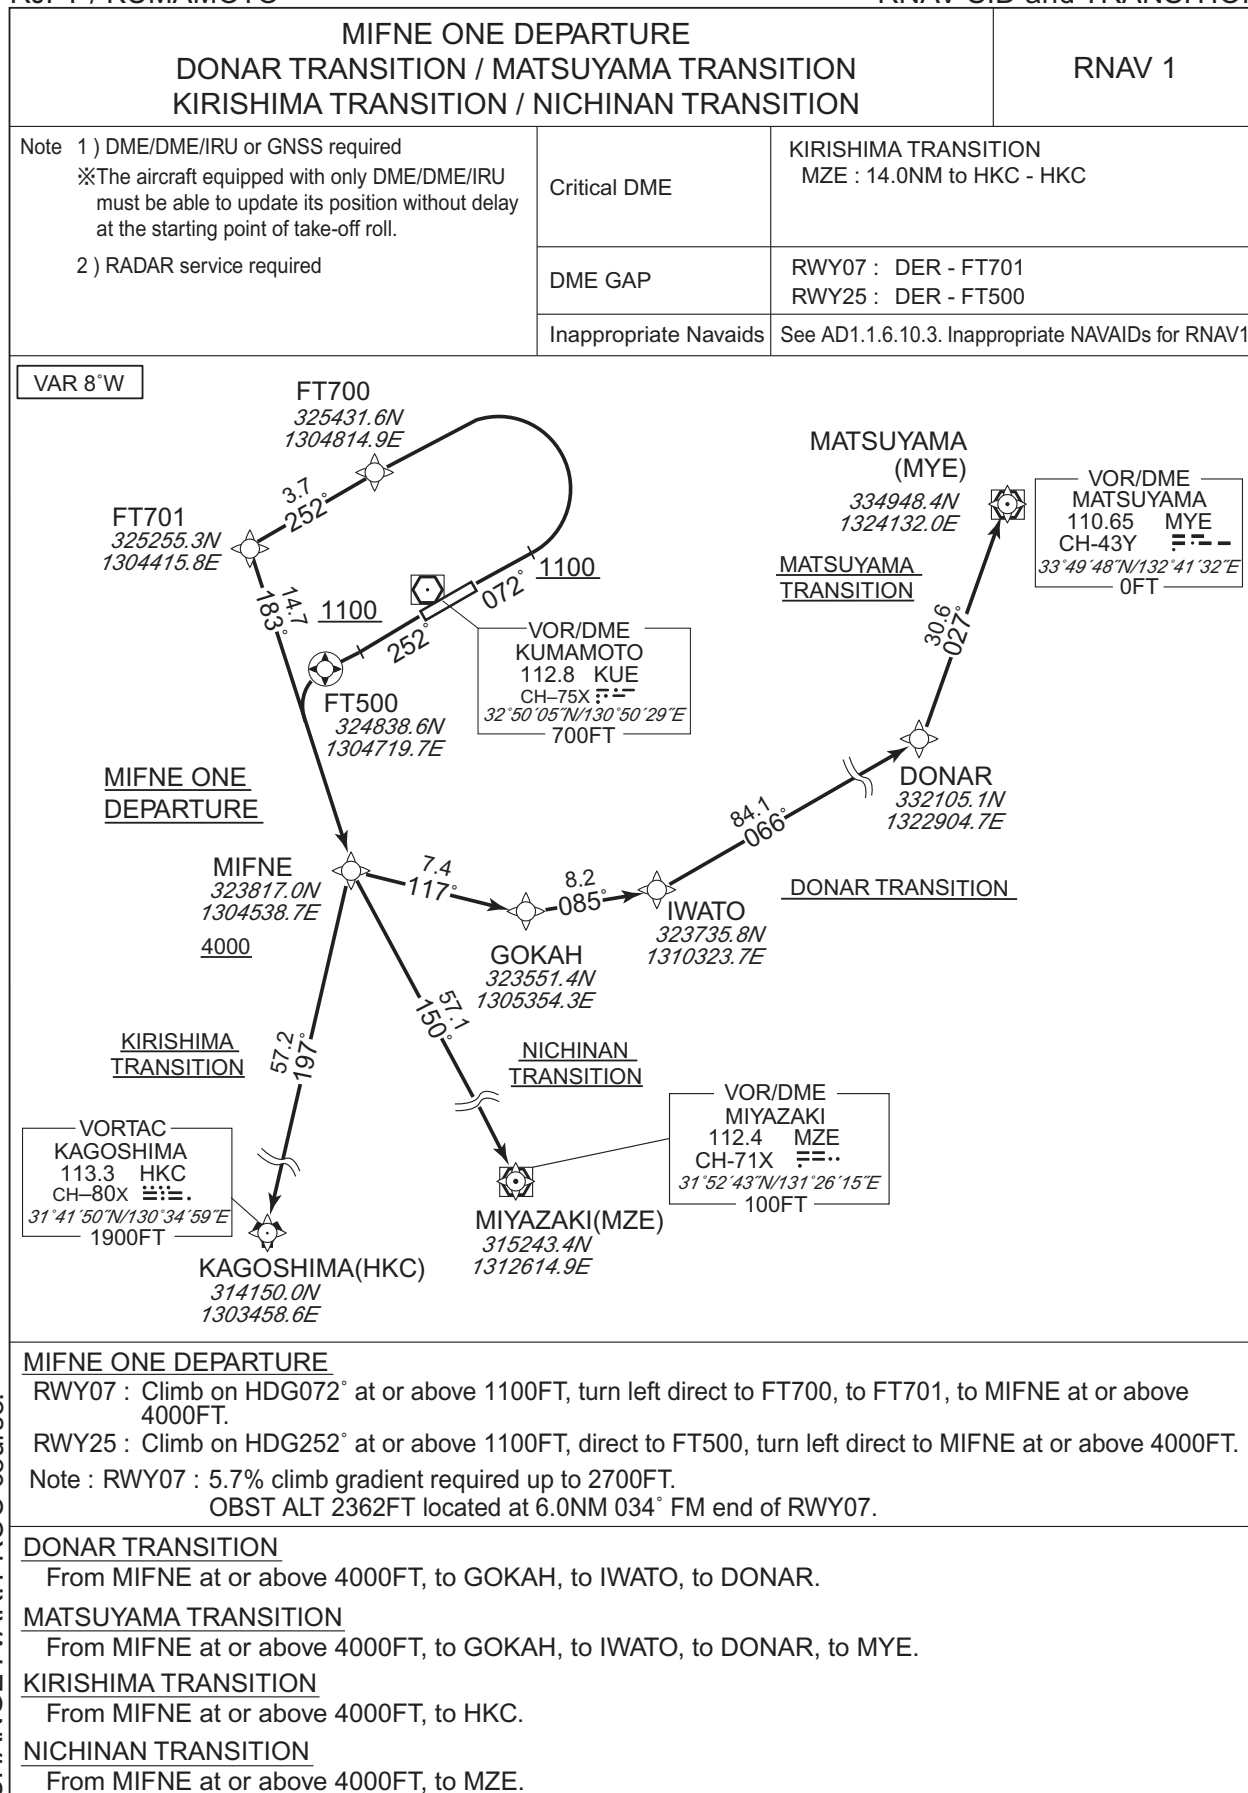 MIFNE ONE DEPARTURE
DONAR TRANSITION / MATSUYAMA TRANSITION
KIRISHIMA TRANSITION / NICHINAN TRANSITION
RNAV 1
Note 1 ) DME/DME/IRU or GNSS required
※The aircraft equipped with only DME/DME/IRU
must be able to update its position without delay
at the starting point of take-off roll.
2 ) RADAR service required
Critical DME
KIRISHIMA TRANSITION
MZE : 14.0NM to HKC - HKC
DME GAP
RWY07 : DER - FT701
RWY25 : DER - FT500
Inappropriate Navaids
See AD1.1.6.10.3. Inappropriate NAVAIDs for RNAV1
VAR 8˚W
FT700
325431.6N
1304814.9E
3.7
252˚
FT701
325255.3N
1304415.8E
14.7
183˚
1100
252˚
072˚
1100
FT500
324838.6N
1304719.7E
VOR/DME
KUMAMOTO
112.8 KUE
CH–75X
32˚50´05˝N/130˚50´29˝E
700FT
MATSUYAMA
(MYE)
334948.4N
1324132.0E
VOR/DME
MATSUYAMA
110.65 MYE
CH-43Y
33˚49´48˝N/132˚41´32˝E
0FT
MATSUYAMA
TRANSITION
30.6
027˚
DONAR
332105.1N
1322904.7E
84.1
066˚
MIFNE ONE
DEPARTURE
MIFNE
323817.0N
1304538.7E
4000
7.4
117˚
8.2
085˚
IWATO
323735.8N
1310323.7E
DONAR TRANSITION
GOKAH
323551.4N
1305354.3E
57.1
150˚
KIRISHIMA
TRANSITION
57.2
197˚
NICHINAN
TRANSITION
VOR/DME
MIYAZAKI
112.4 MZE
CH-71X
31˚52´43˝N/131˚26´15˝E
100FT
VORTAC
KAGOSHIMA
113.3 HKC
CH–80X
31˚41´50˝N/130˚34´59˝E
1900FT
MIYAZAKI(MZE)
315243.4N
1312614.9E
KAGOSHIMA(HKC)
314150.0N
1303458.6E
MIFNE ONE DEPARTURE
RWY07 : Climb on HDG072˚ at or above 1100FT, turn left direct to FT700, to FT701, to MIFNE at or above
4000FT.
RWY25 : Climb on HDG252˚ at or above 1100FT, direct to FT500, turn left direct to MIFNE at or above 4000FT.
Note : RWY07 : 5.7% climb gradient required up to 2700FT.
OBST ALT 2362FT located at 6.0NM 034˚ FM end of RWY07.
DONAR TRANSITION
From MIFNE at or above 4000FT, to GOKAH, to IWATO, to DONAR.
MATSUYAMA TRANSITION
From MIFNE at or above 4000FT, to GOKAH, to IWATO, to DONAR, to MYE.
KIRISHIMA TRANSITION
From MIFNE at or above 4000FT, to HKC.
NICHINAN TRANSITION
From MIFNE at or above 4000FT, to MZE.